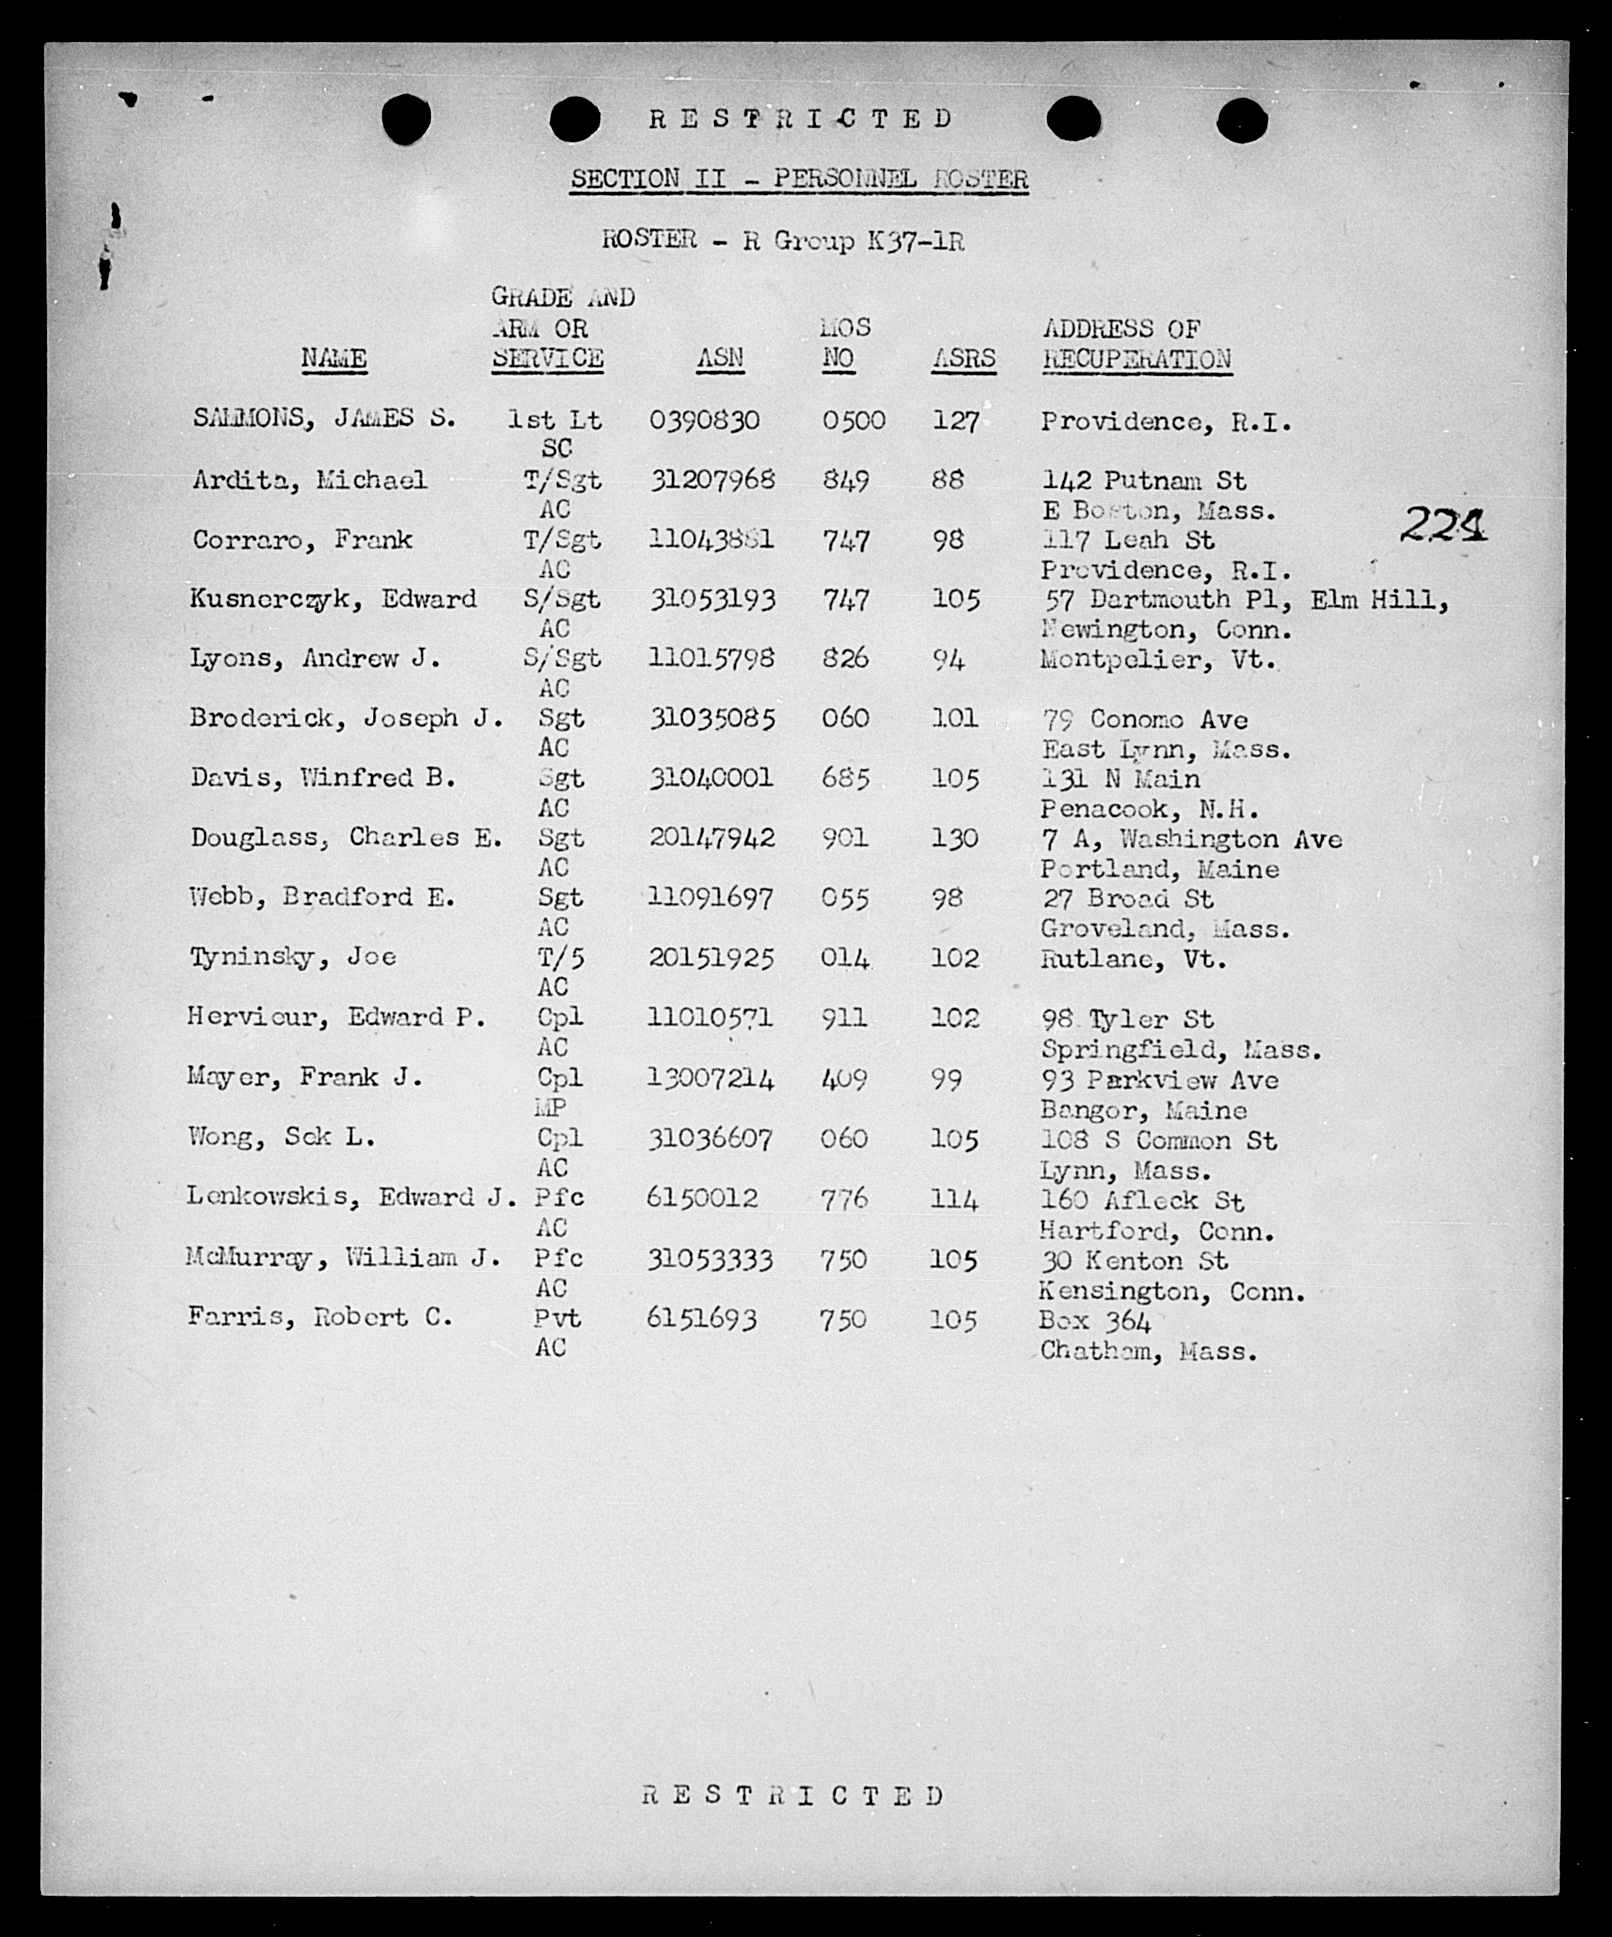 RESTRICTED
SECTION II - PERSONNEL ROSTER
ROSTER - R Group K37-1R
GRADE AND
ARM OR MOS ADDRESS OF
NAME SERVICE ASN NO ASRS RECUPERATION
SAMMONS, JAMES S. 1st Lt 0390830 0500 127 Providence, R.I.
SC
Ardita, Michael T/Sgt 31207968 849 88 142 Putnam St
AC E Boston, Mass.
224
Corraro, Frank T/Sgt 11043881 747 98 117 Leah St
AC Providence, R.I.
Kusnerczyk, Edward S/Sgt 31053193 747 105 57 Dartmouth Pl, Elm Hill,
AC Newington, Conn.
Lyons, Andrew J. S/Sgt 11015798 826 94 Montpelier, Vt.
AC
Broderick, Joseph J. Sgt 31035085 060 101 79 Conomo Ave
AC East Lynn, Mass.
Davis, Winfred B. Sgt 31040001 685 105 131 N Main
AC Penacook, N.H.
Douglass, Charles E. Sgt 20147942 901 130 7 A, Washington Ave
AC Portland, Maine
Webb, Bradford E. Sgt 11091697 055 98 27 Broad St
AC Groveland, Mass.
Tyninsky, Joe T/5 20151925 014 102 Rutlane, Vt.
AC
Hervieur, Edward P. Cpl 11010571 911 102 98 Tyler St
AC Springfield, Mass.
Mayer, Frank J. Cpl 13007214 409 99 93 Parkview Ave
MP Bangor, Maine
Wong, Sek L. Cpl 31036607 060 105 108 S Common St
AC Lynn, Mass.
Lenkowskis, Edward J. Pfc 6150012 776 114 160 Afleck St
AC Hartford, Conn.
McMurray, William J. Pfc 31053333 750 105 30 Kenton St
AC Kensington, Conn.
Farris, Robert C. Pvt 6151693 750 105 Box 364
AC Chatham, Mass.
RESTRICTED